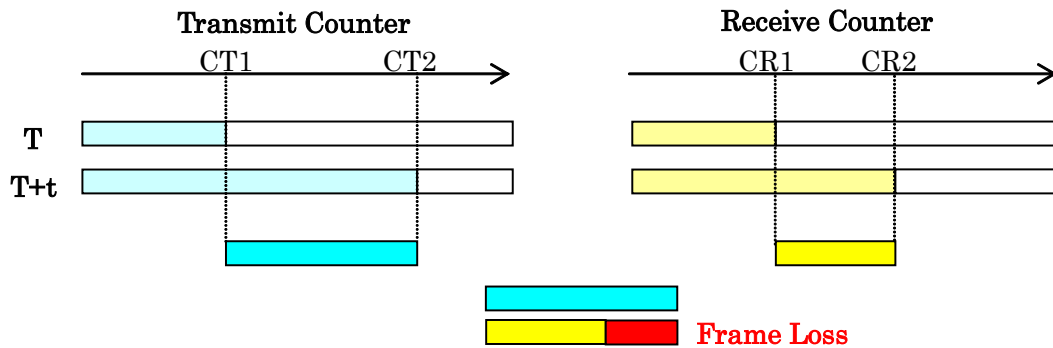 Transmit Counter
Receive Counter
CT1
CT2
CR1
CR2
T
T+t
Frame Loss